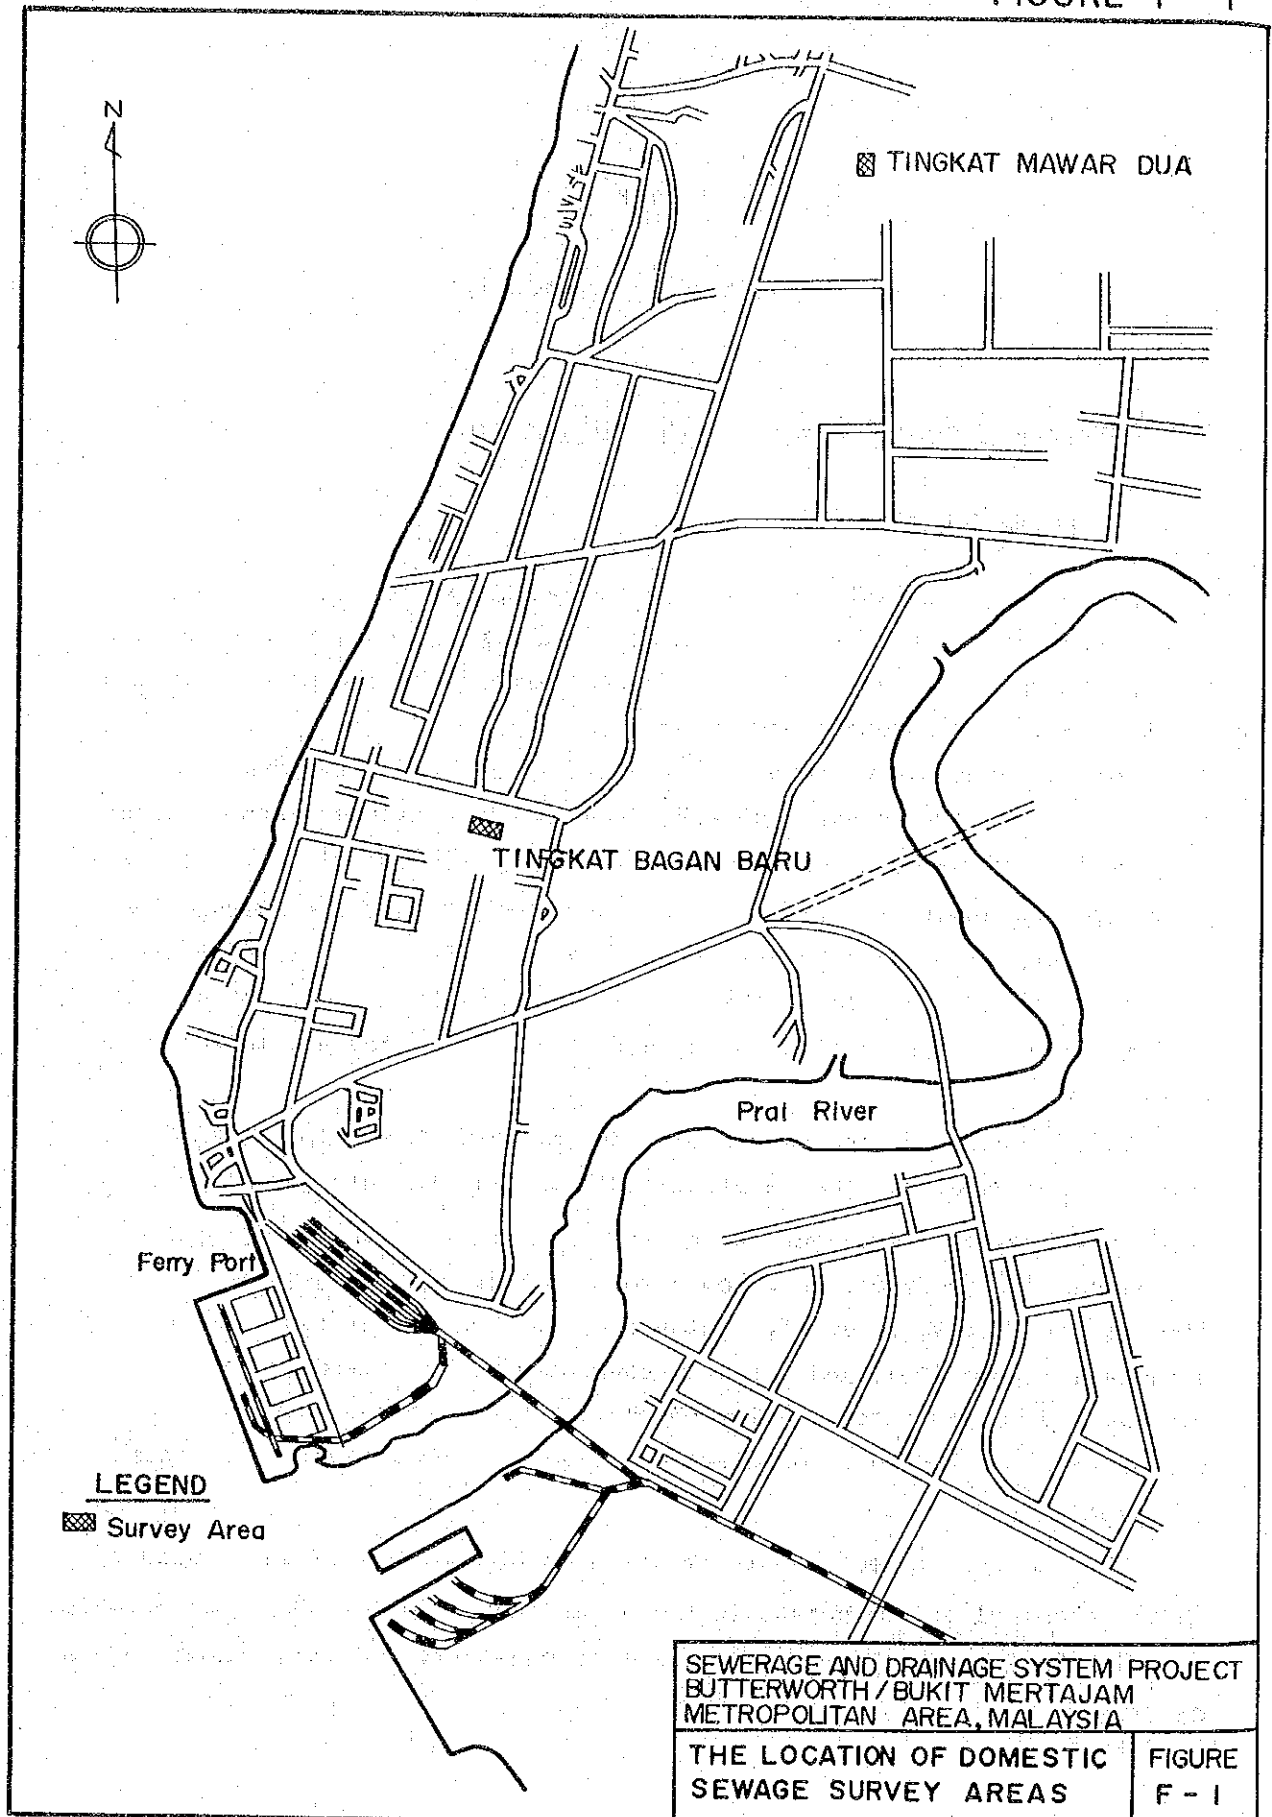 N
TINGKAT MAWAR DUA
TINGKAT BAGAN BARU
Prai River
Ferry Port
LEGEND
Survey Area
SEWERAGE AND DRAINAGE SYSTEM PROJECT
BUTTERWORTH / BUKIT MERTAJAM
METROPOLITAN AREA, MALAYSIA
THE LOCATION OF DOMESTIC
SEWAGE SURVEY AREAS
FIGURE
F - 1